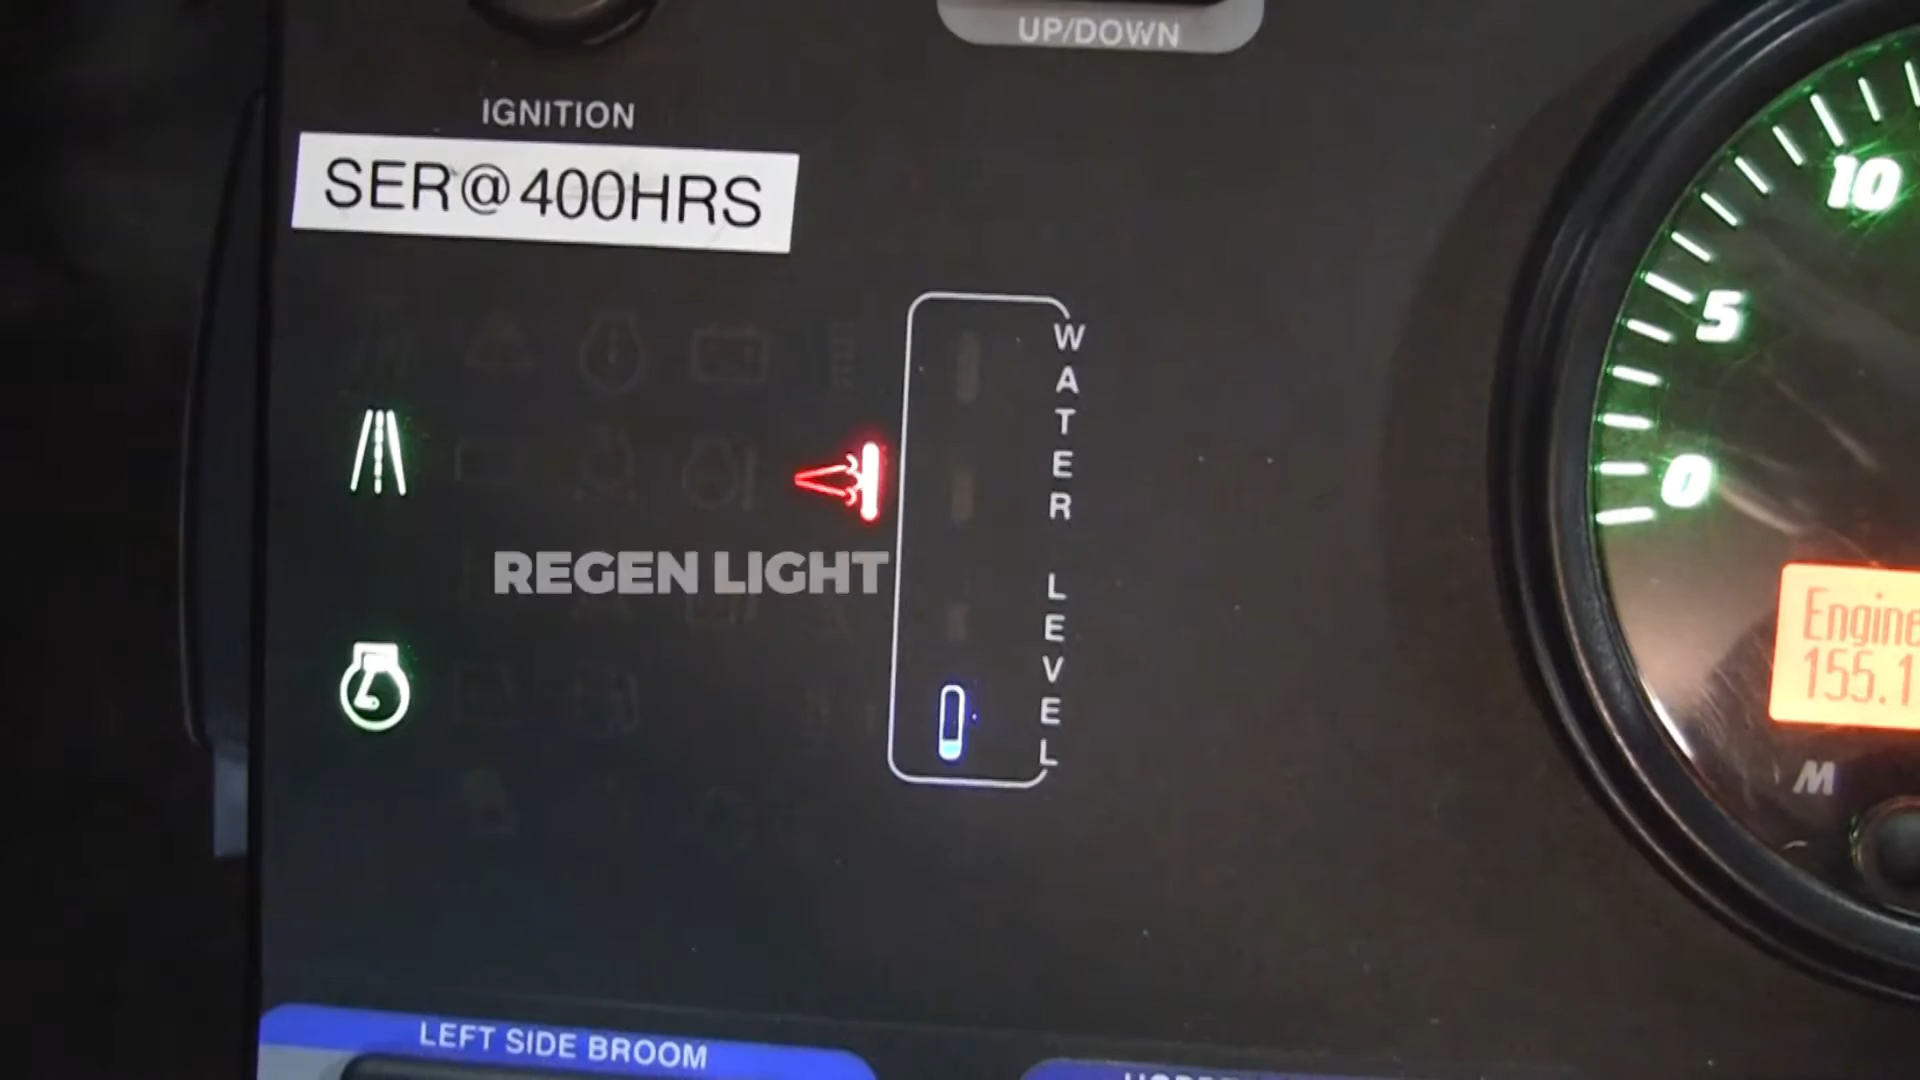 UP/DOWN
IGNITION
SER@400HRS
WATER LEVEL
10
5
0
REGEN LIGHT
Engine
155.1
M
LEFT SIDE BROOM